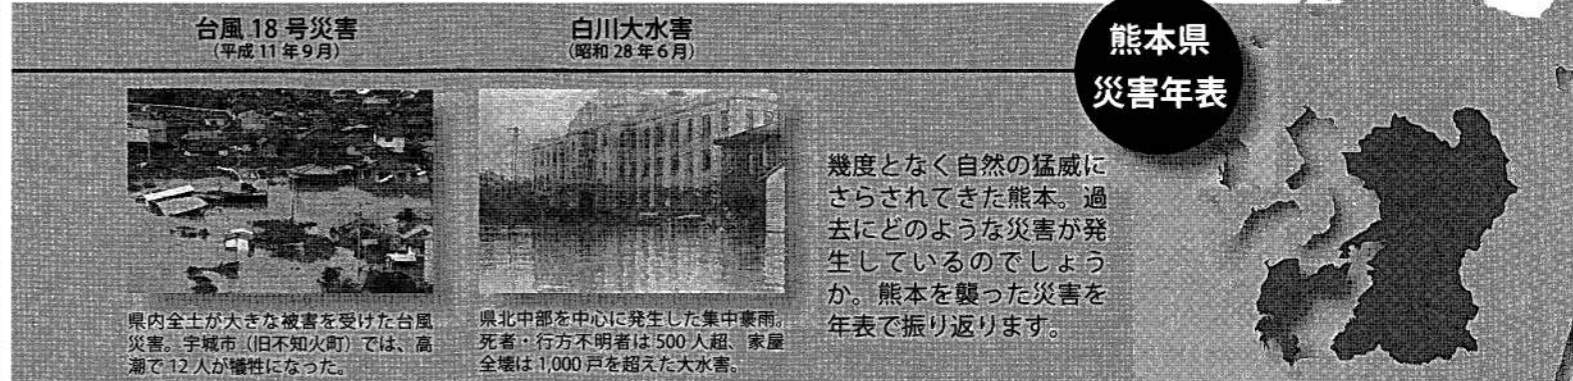 熊本県
災害年表
幾度となく自然の猛威に
さらされてきた熊本。過
去にどのような災害が発
生しているのでしょう
か。熊本を襲った災害を
年表で振り返ります。
白川大水害
（昭和 28 年 6 月）
県北中部を中心に発生した集中豪雨。
死者・行方不明者は 500 人超、家屋
全壊は 1,000 戸を超えた大水害。
台風 18 号災害
（平成 11 年 9 月）
県内全土が大きな被害を受けた台風
災害。宇城市（旧不知火町）では、高
潮で 12 人が犠牲になった。